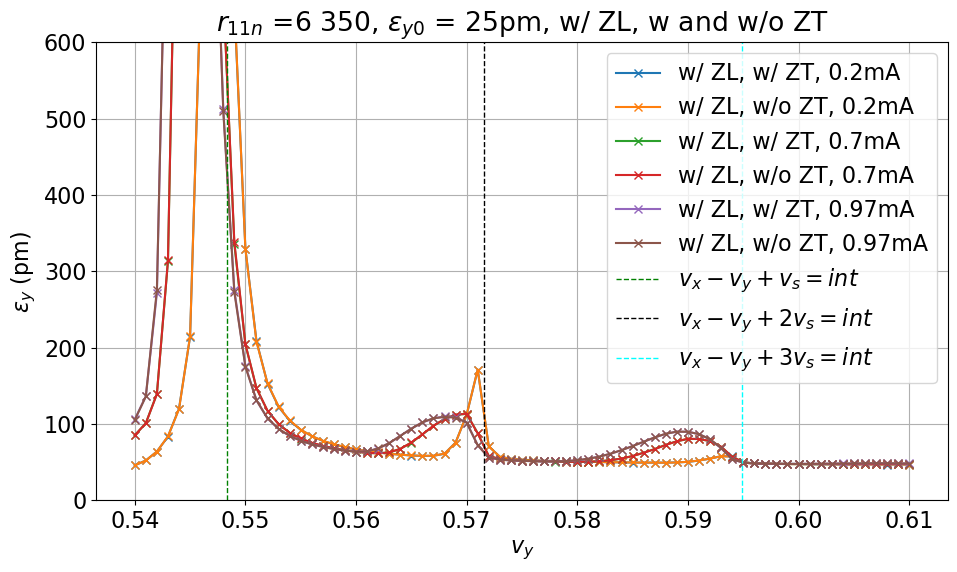 r11n =6 350, εy0 = 25pm, w/ ZL, w and w/o ZT
600
500
400
300
200
100
0
εy (pm)
w/ ZL, w/ ZT, 0.2mA
w/ ZL, w/o ZT, 0.2mA
w/ ZL, w/ ZT, 0.7mA
w/ ZL, w/o ZT, 0.7mA
w/ ZL, w/ ZT, 0.97mA
w/ ZL, w/o ZT, 0.97mA
vx − vy + vs = int
vx − vy + 2vs = int
vx − vy + 3vs = int
0.54 0.55 0.56 0.57 0.58 0.59 0.60 0.61
vy